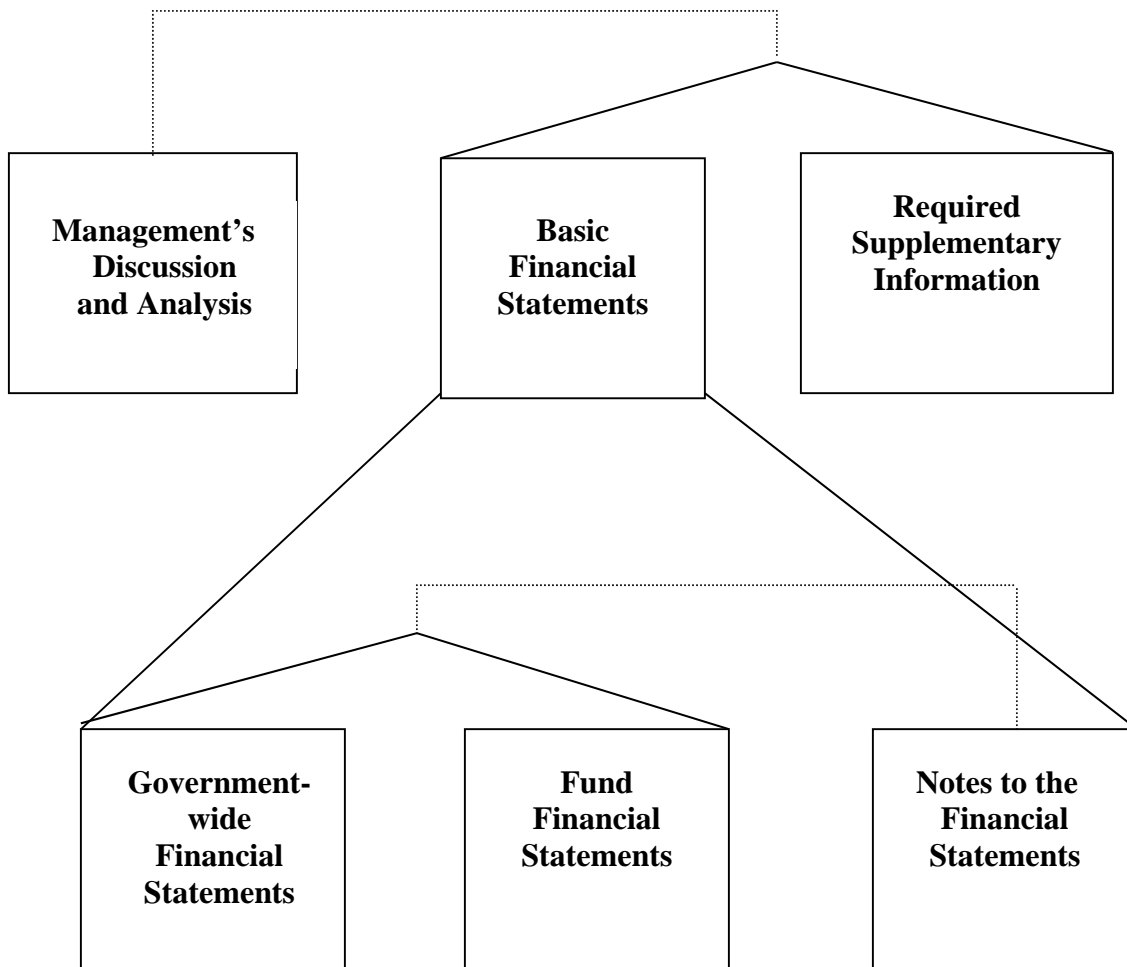 Management’s
Discussion
and Analysis
Basic
Financial
Statements
Required
Supplementary
Information
Government-
wide
Financial
Statements
Fund
Financial
Statements
Notes to the
Financial
Statements